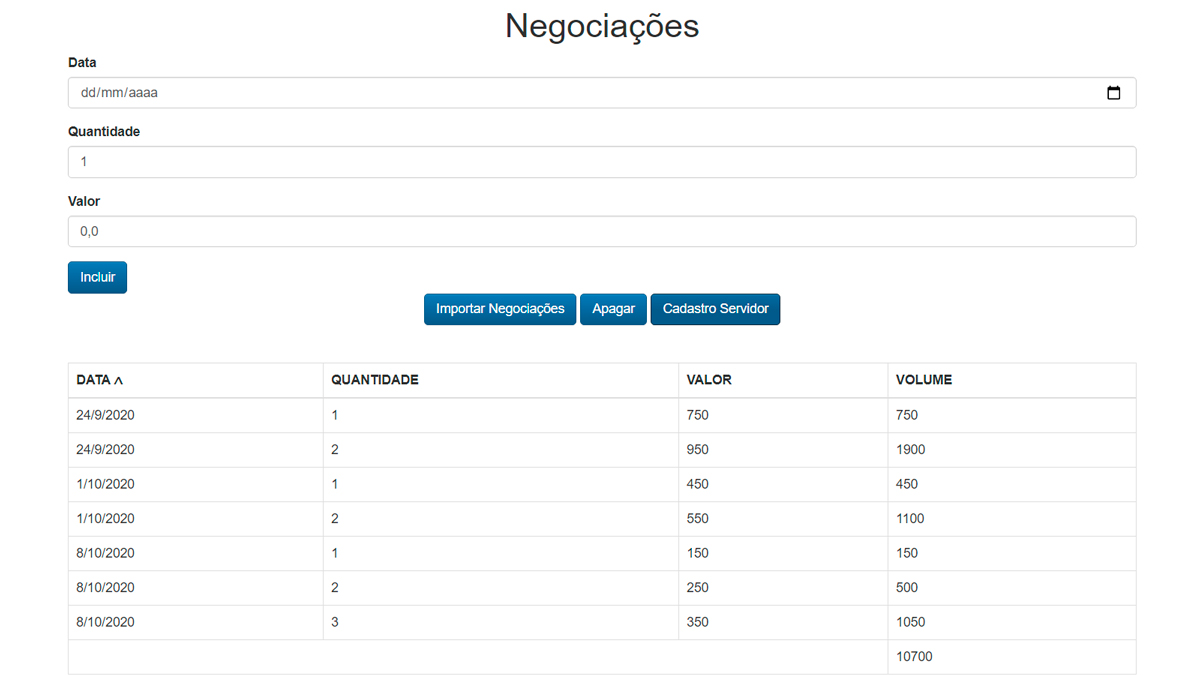 Negociações
Data
dd/mm/aaaa
Quantidade
1
Valor
0,0
Incluir
Importar Negociações Apagar Cadastro Servidor
DATA ᐱ QUANTIDADE VALOR VOLUME
24/9/2020 1 750 750
24/9/2020 2 950 1900
1/10/2020 1 450 450
1/10/2020 2 550 1100
8/10/2020 1 150 150
8/10/2020 2 250 500
8/10/2020 3 350 1050
10700